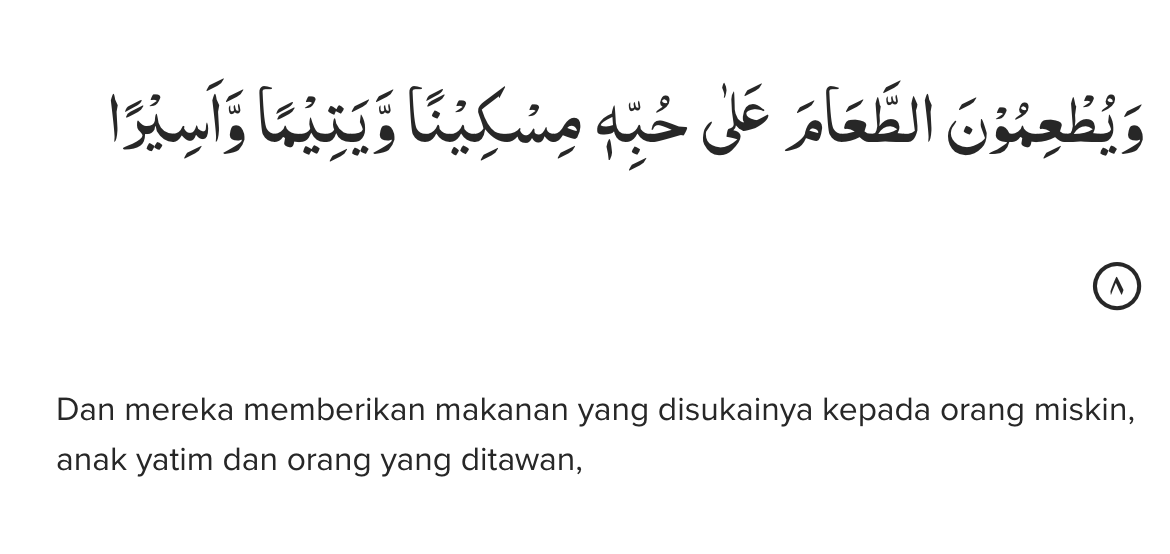 وَيُطْعِمُوْنَ الطَّعَامَ عَلٰى حُبِّهٖ مِسْكِيْنًا وَّيَتِيْمًا وَّاَسِيْرًا
٨
Dan mereka memberikan makanan yang disukainya kepada orang miskin,
anak yatim dan orang yang ditawan,